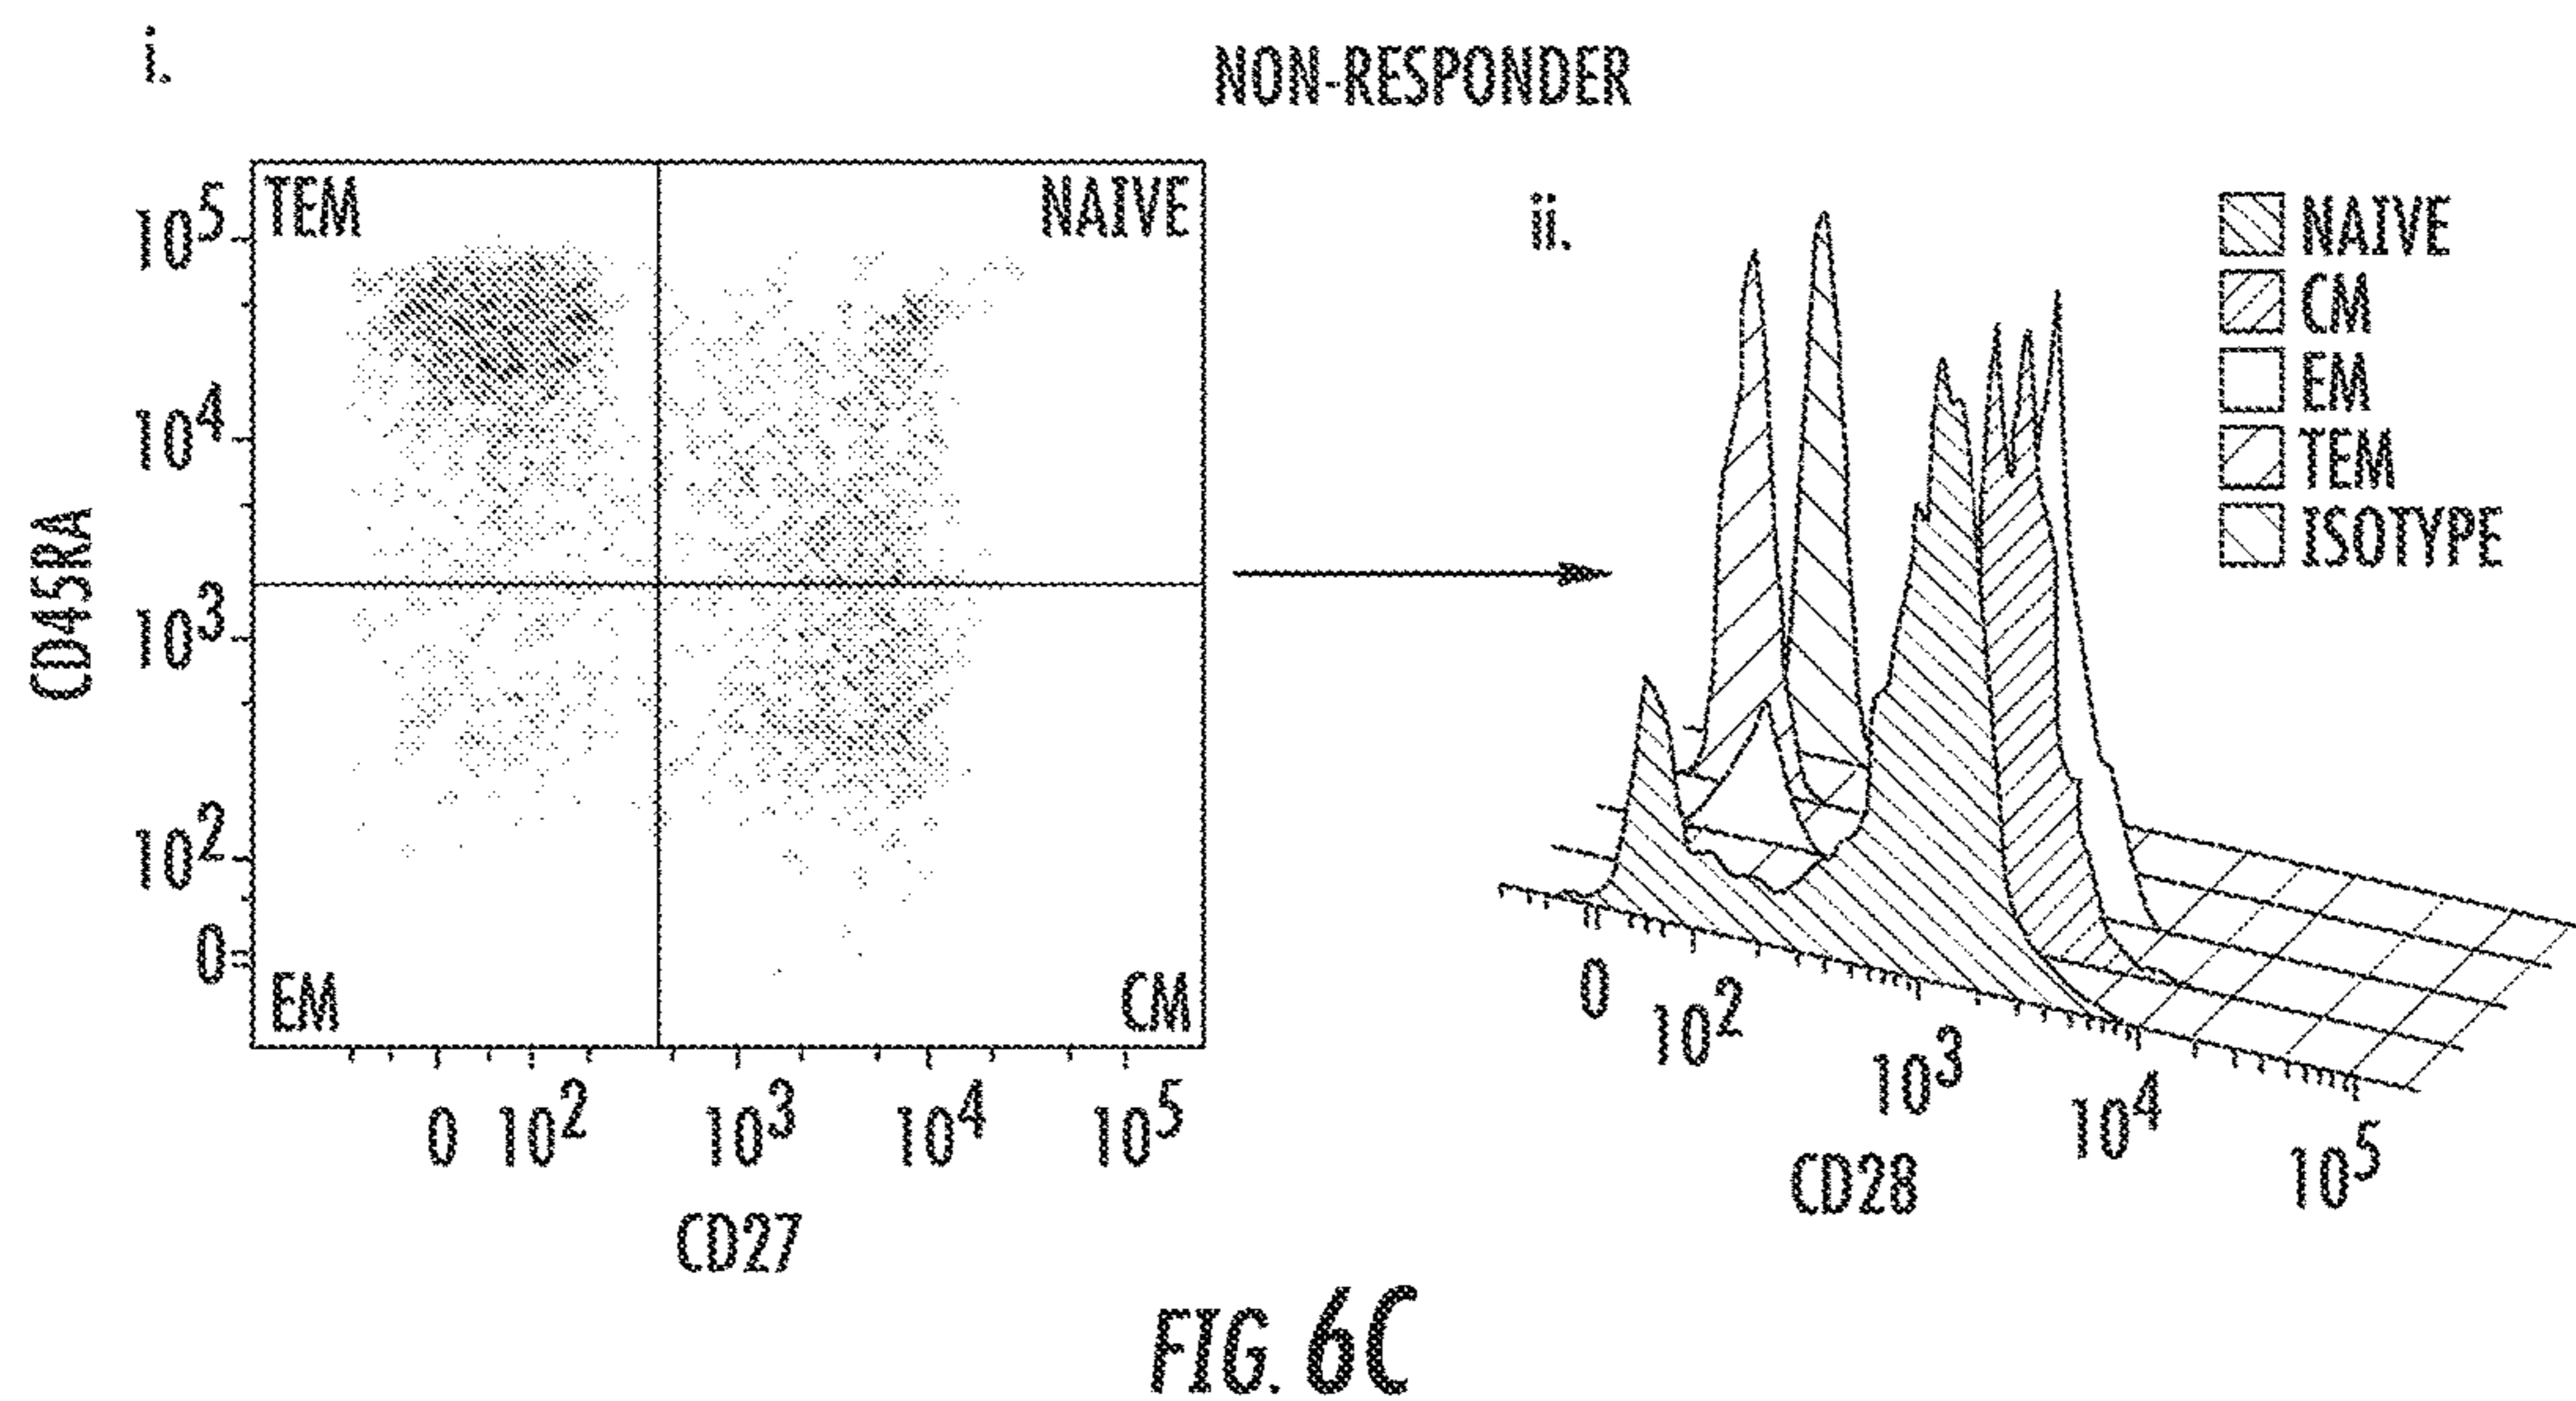 i.
NON-RESPONDER
TEM
NAIVE
EM
CM
10^5
10^4
10^3
10^2
0
CD45RA
0 10^2 10^3 10^4 10^5
CD27
ii.
NAIVE
CM
EM
TEM
ISOTYPE
0 10^2 10^3 10^4 10^5
CD28
FIG. 6C